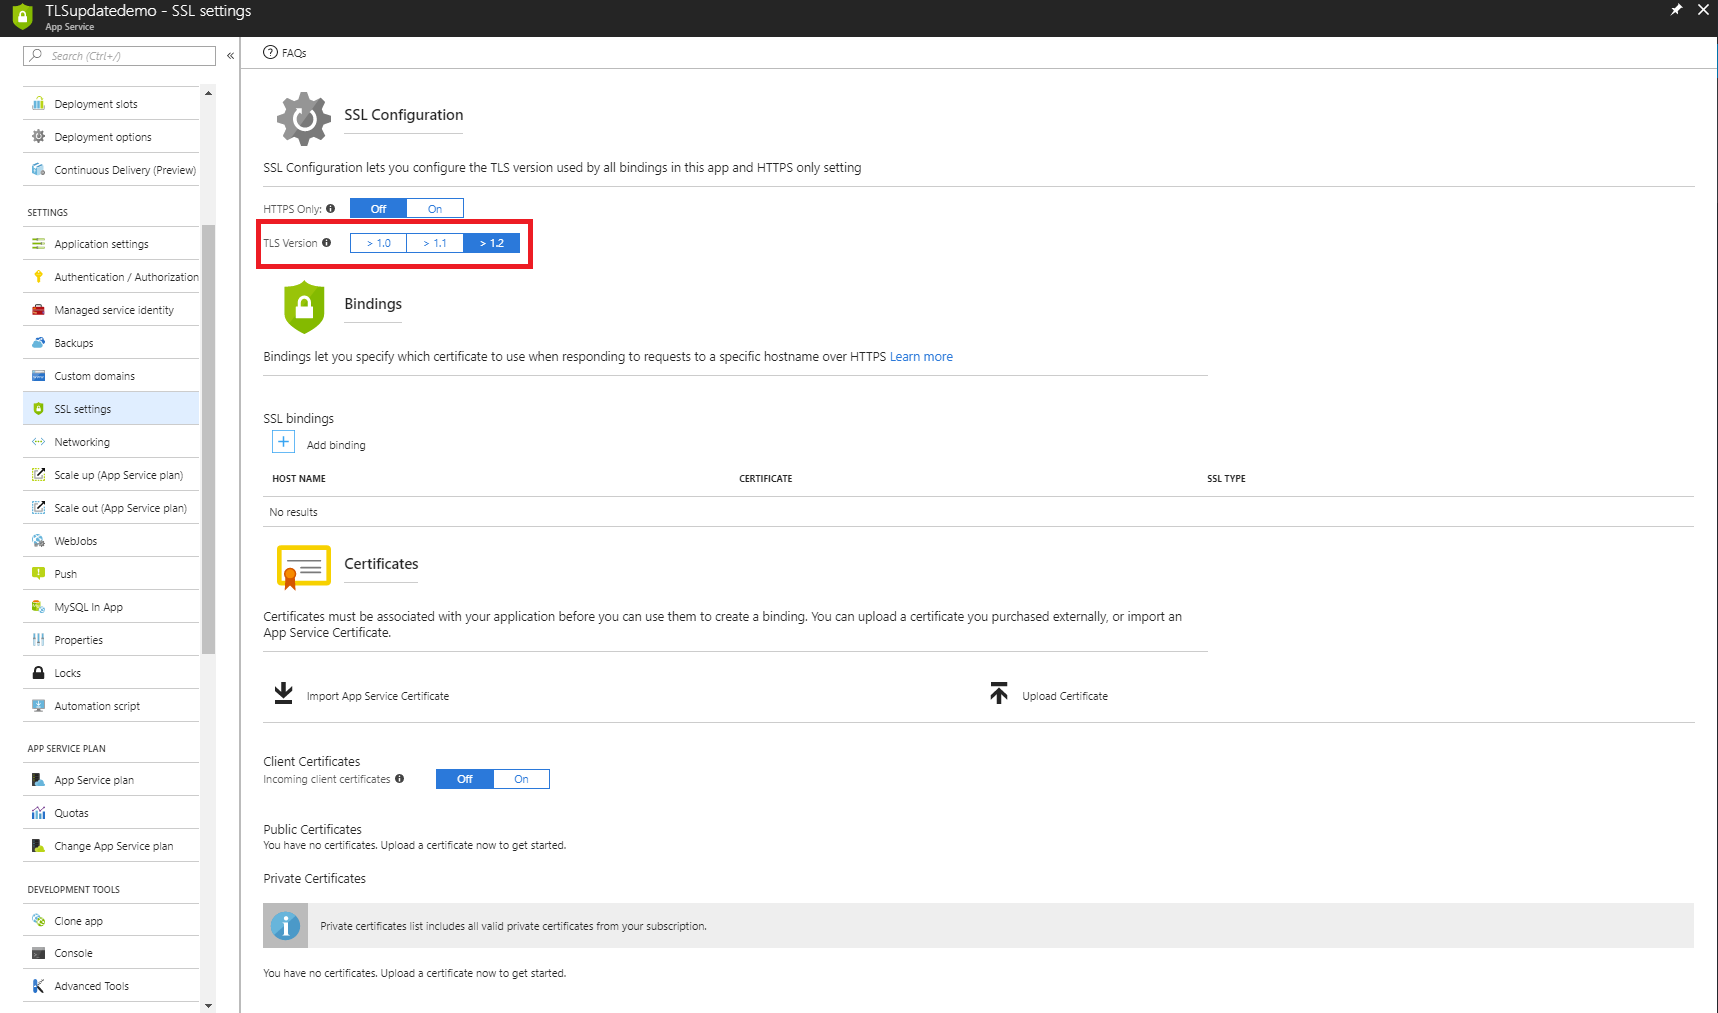 TLSupdatedemo - SSL settings
App Service
Search (Ctrl+/)
«
Deployment slots
Deployment options
Continuous Delivery (Preview)
SETTINGS
Application settings
Authentication / Authorization
Managed service identity
Backups
Custom domains
SSL settings
Networking
Scale up (App Service plan)
Scale out (App Service plan)
WebJobs
Push
MySQL In App
Properties
Locks
Automation script
APP SERVICE PLAN
App Service plan
Quotas
Change App Service plan
DEVELOPMENT TOOLS
Clone app
Console
Advanced Tools
FAQs
SSL Configuration
SSL Configuration lets you configure the TLS version used by all bindings in this app and HTTPS only setting
HTTPS Only: Off On
TLS Version > 1.0 > 1.1 > 1.2
Bindings
Bindings let you specify which certificate to use when responding to requests to a specific hostname over HTTPS Learn more
SSL bindings
Add binding
HOST NAME CERTIFICATE SSL TYPE
No results
Certificates
Certificates must be associated with your application before you can use them to create a binding. You can upload a certificate you purchased externally, or import an
App Service Certificate.
Import App Service Certificate Upload Certificate
Client Certificates
Incoming client certificates Off On
Public Certificates
You have no certificates. Upload a certificate now to get started.
Private Certificates
Private certificates list includes all valid private certificates from your subscription.
You have no certificates. Upload a certificate now to get started.